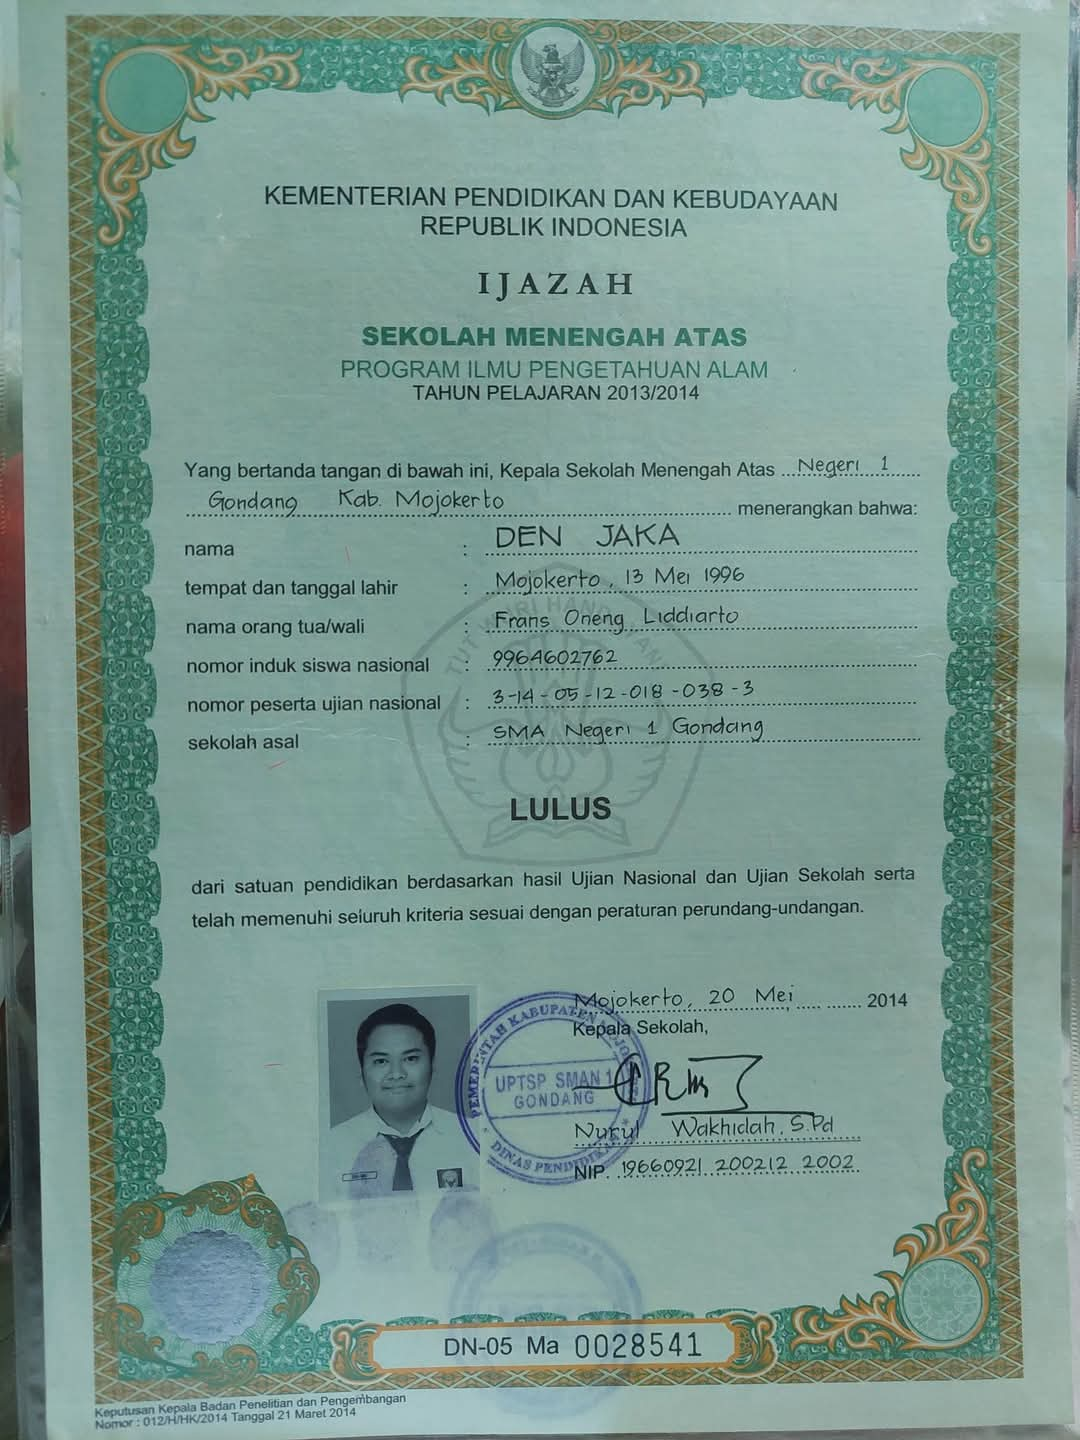 KEMENTERIAN PENDIDIKAN DAN KEBUDAYAAN
REPUBLIK INDONESIA
IJAZAH
SEKOLAH MENENGAH ATAS
PROGRAM ILMU PENGETAHUAN ALAM
TAHUN PELAJARAN 2013/2014
Yang bertanda tangan di bawah ini, Kepala Sekolah Menengah Atas Negeri 1
Gondang Kab. Mojokerto menerangkan bahwa:
nama : DEN JAKA
tempat dan tanggal lahir : Mojokerto, 13 Mei 1996
nama orang tua/wali : Frans Oneng Liddiarto
nomor induk siswa nasional : 9964602762
nomor peserta ujian nasional : 3-14-05-12-018-038-3
sekolah asal : SMA Negeri 1 Gondang
TUT WURI HANDAYANI
LULUS
dari satuan pendidikan berdasarkan hasil Ujian Nasional dan Ujian Sekolah serta
telah memenuhi seluruh kriteria sesuai dengan peraturan perundang-undangan.
Mojokerto, 20 Mei 2014
Kepala Sekolah,
PEMERINTAH KABUPATEN MOJOKERTO
UPTSP SMAN 1
GONDANG
DINAS PENDIDIKAN
Nurul Wakhidah, S.Pd
NIP. 19660921 200212 2002
DN-05 Ma 0028541
Keputusan Kepala Badan Penelitian dan Pengembangan
Nomor : 012/H/HK/2014 Tanggal 21 Maret 2014